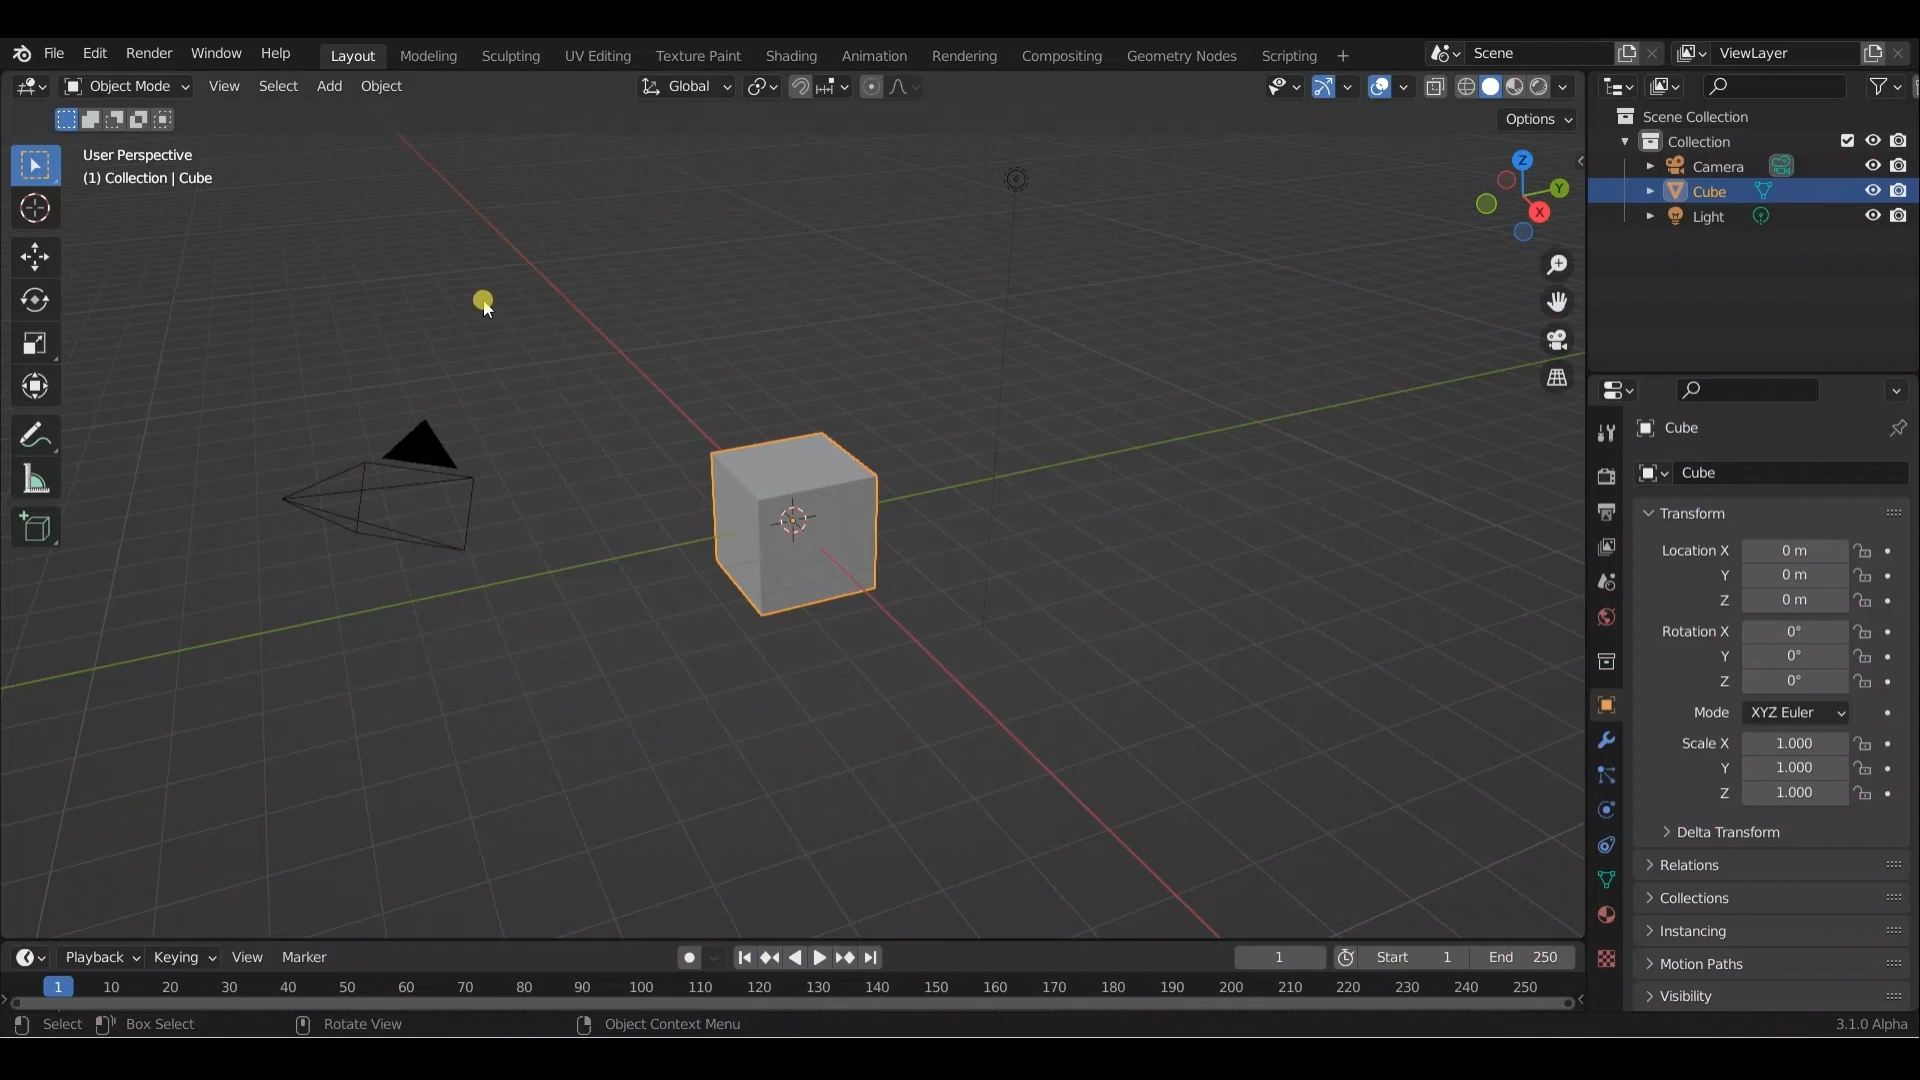 File Edit Render Window Help Layout Modeling Sculpting UV Editing Texture Paint Shading Animation Rendering Compositing Geometry Nodes Scripting + Scene ViewLayer
Object Mode View Select Add Object Global
Options
User Perspective
(1) Collection | Cube
Z
Y
X
Scene Collection
Collection
Camera
Cube
Light
Cube
Cube
Transform
Location X 0 m
Y 0 m
Z 0 m
Rotation X 0°
Y 0°
Z 0°
Mode XYZ Euler
Scale X 1.000
Y 1.000
Z 1.000
Delta Transform
Relations
Collections
Instancing
Motion Paths
Visibility
Playback Keying View Marker 1 Start 1 End 250
1 10 20 30 40 50 60 70 80 90 100 110 120 130 140 150 160 170 180 190 200 210 220 230 240 250
Select Box Select Rotate View Object Context Menu 3.1.0 Alpha